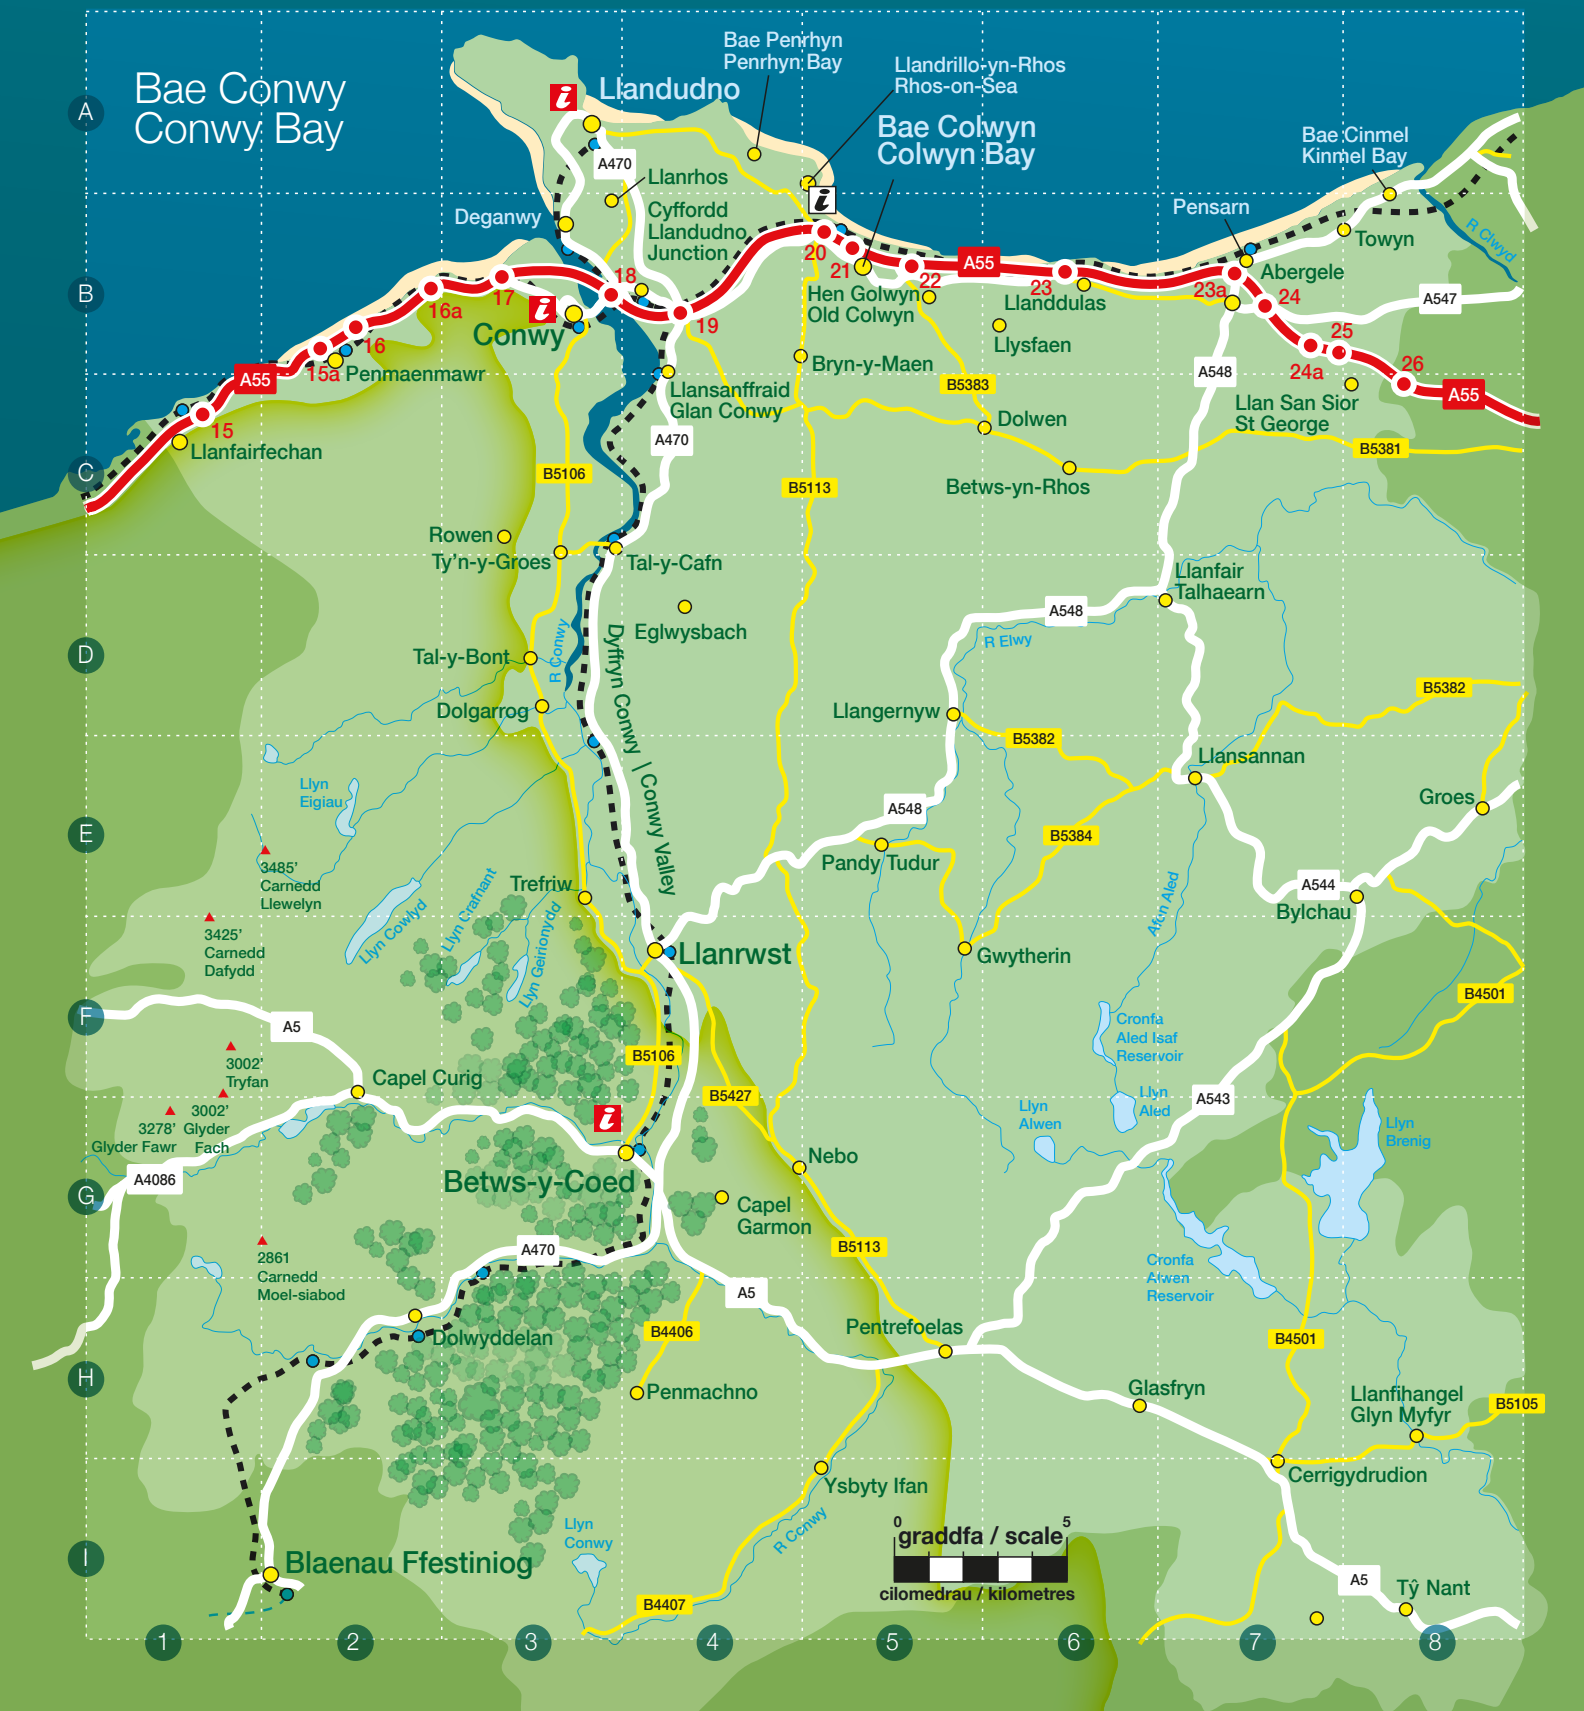 Bae Conwy
Conwy Bay
Llandudno
Bae Penrhyn
Penrhyn Bay
Llandrillo-yn-Rhos
Rhos-on-Sea
Bae Colwyn
Colwyn Bay
Bae Cinmel
Kinmel Bay
A
A470
Llanrhos
Deganwy
Cyffordd
Llandudno
Junction
Pensarn
Towyn
R Clwyd
Abergele
B
16a
17
18
19
20
21
22
A55
23
23a
24
A547
Conwy
Hen Golwyn
Old Colwyn
Llanddulas
Llysfaen
25
24a
26
A55
15
15a
16
A55
Penmaenmawr
Llansanffraid
Glan Conwy
Bryn-y-Maen
B5383
A548
Llan San Sior
St George
Dolwen
Llanfairfechan
A470
B5381
C
B5106
B5113
Betws-yn-Rhos
Rowen
Ty'n-y-Groes
Tal-y-Cafn
Llanfair
Talhaearn
A548
Eglwysbach
R Elwy
D
Tal-y-Bont
R Conwy
Dyffryn Conwy | Conwy Valley
Dolgarrog
Llangernyw
B5382
B5382
Llansannan
Llyn
Eigiau
A548
Groes
E
B5384
Pandy Tudur
3485'
Carnedd
Llewelyn
Trefriw
A544
Bylchau
Llyn Cowlyd
Llyn Crafnant
Llyn Geirionydd
Afon Aled
3425'
Carnedd
Dafydd
Llanrwst
Gwytherin
B4501
F
A5
Cronfa
Aled Isaf
Reservoir
3002'
Tryfan
Capel Curig
B5106
B5427
Llyn
Aled
A543
Llyn
Alwen
Llyn
Brenig
3278'
Glyder Fawr
3002'
Glyder
Fach
Nebo
A4086
Betws-y-Coed
G
Capel
Garmon
A470
B5113
2861
Carnedd
Moel-siabod
Cronfa
Alwen
Reservoir
A5
Dolwyddelan
B4406
Pentrefoelas
B4501
H
Penmachno
Glasfryn
Llanfihangel
Glyn Myfyr
B5105
Ysbyty Ifan
Cerrigydrudion
Llyn
Conwy
R Conwy
0
5
graddfa / scale
cilomedrau / kilometres
I
Blaenau Ffestiniog
A5
Tŷ Nant
B4407
1
2
3
4
5
6
7
8